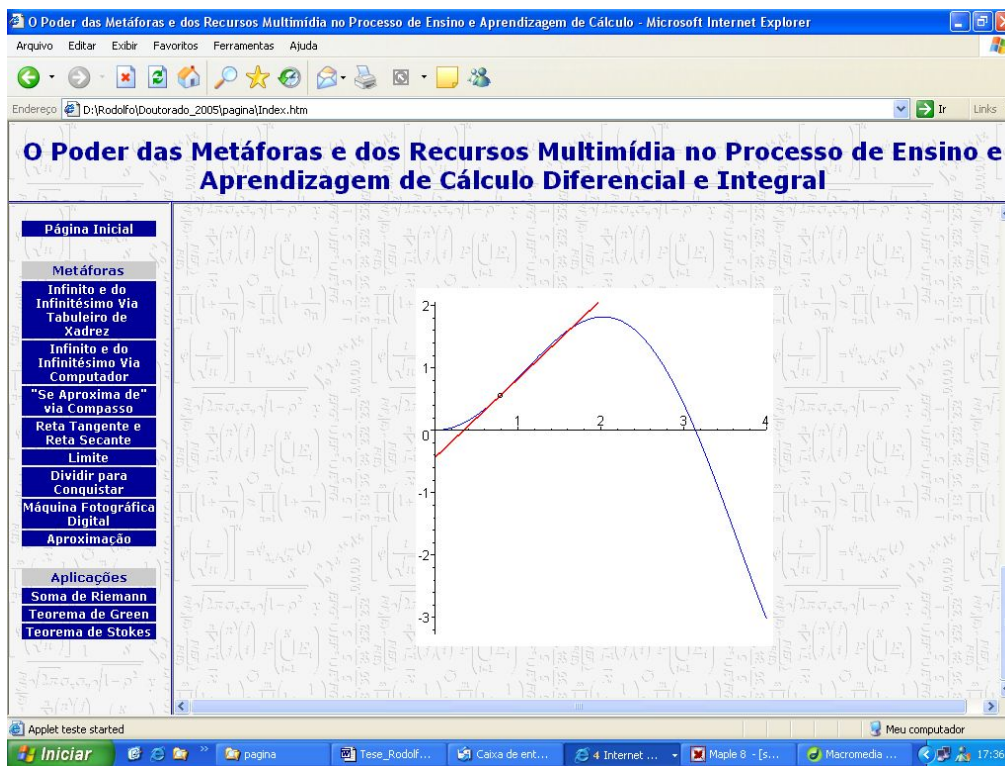 O Poder das Metáforas e dos Recursos Multimídia no Processo de Ensino e Aprendizagem de Cálculo - Microsoft Internet Explorer
Arquivo Editar Exibir Favoritos Ferramentas Ajuda
Endereço D:\Rodolfo\Doutorado_2005\pagina\Index.htm Ir Links
O Poder das Metáforas e dos Recursos Multimídia no Processo de Ensino e
Aprendizagem de Cálculo Diferencial e Integral
Página Inicial
Metáforas
Infinito e do
Infinitésimo Via
Tabuleiro de
Xadrez
Infinito e do
Infinitésimo Via
Computador
"Se Aproxima de"
via Compasso
Reta Tangente e
Reta Secante
Limite
Dividir para
Conquistar
Máquina Fotográfica
Digital
Aproximação
Aplicações
Soma de Riemann
Teorema de Green
Teorema de Stokes
2
1
0 1 2 3 4
-1
-2
-3
Applet teste started Meu computador
Iniciar pagina Tese_Rodolf... Caixa de ent... 4 Internet ... Maple 8 - [s... Macromedia ... 17:36